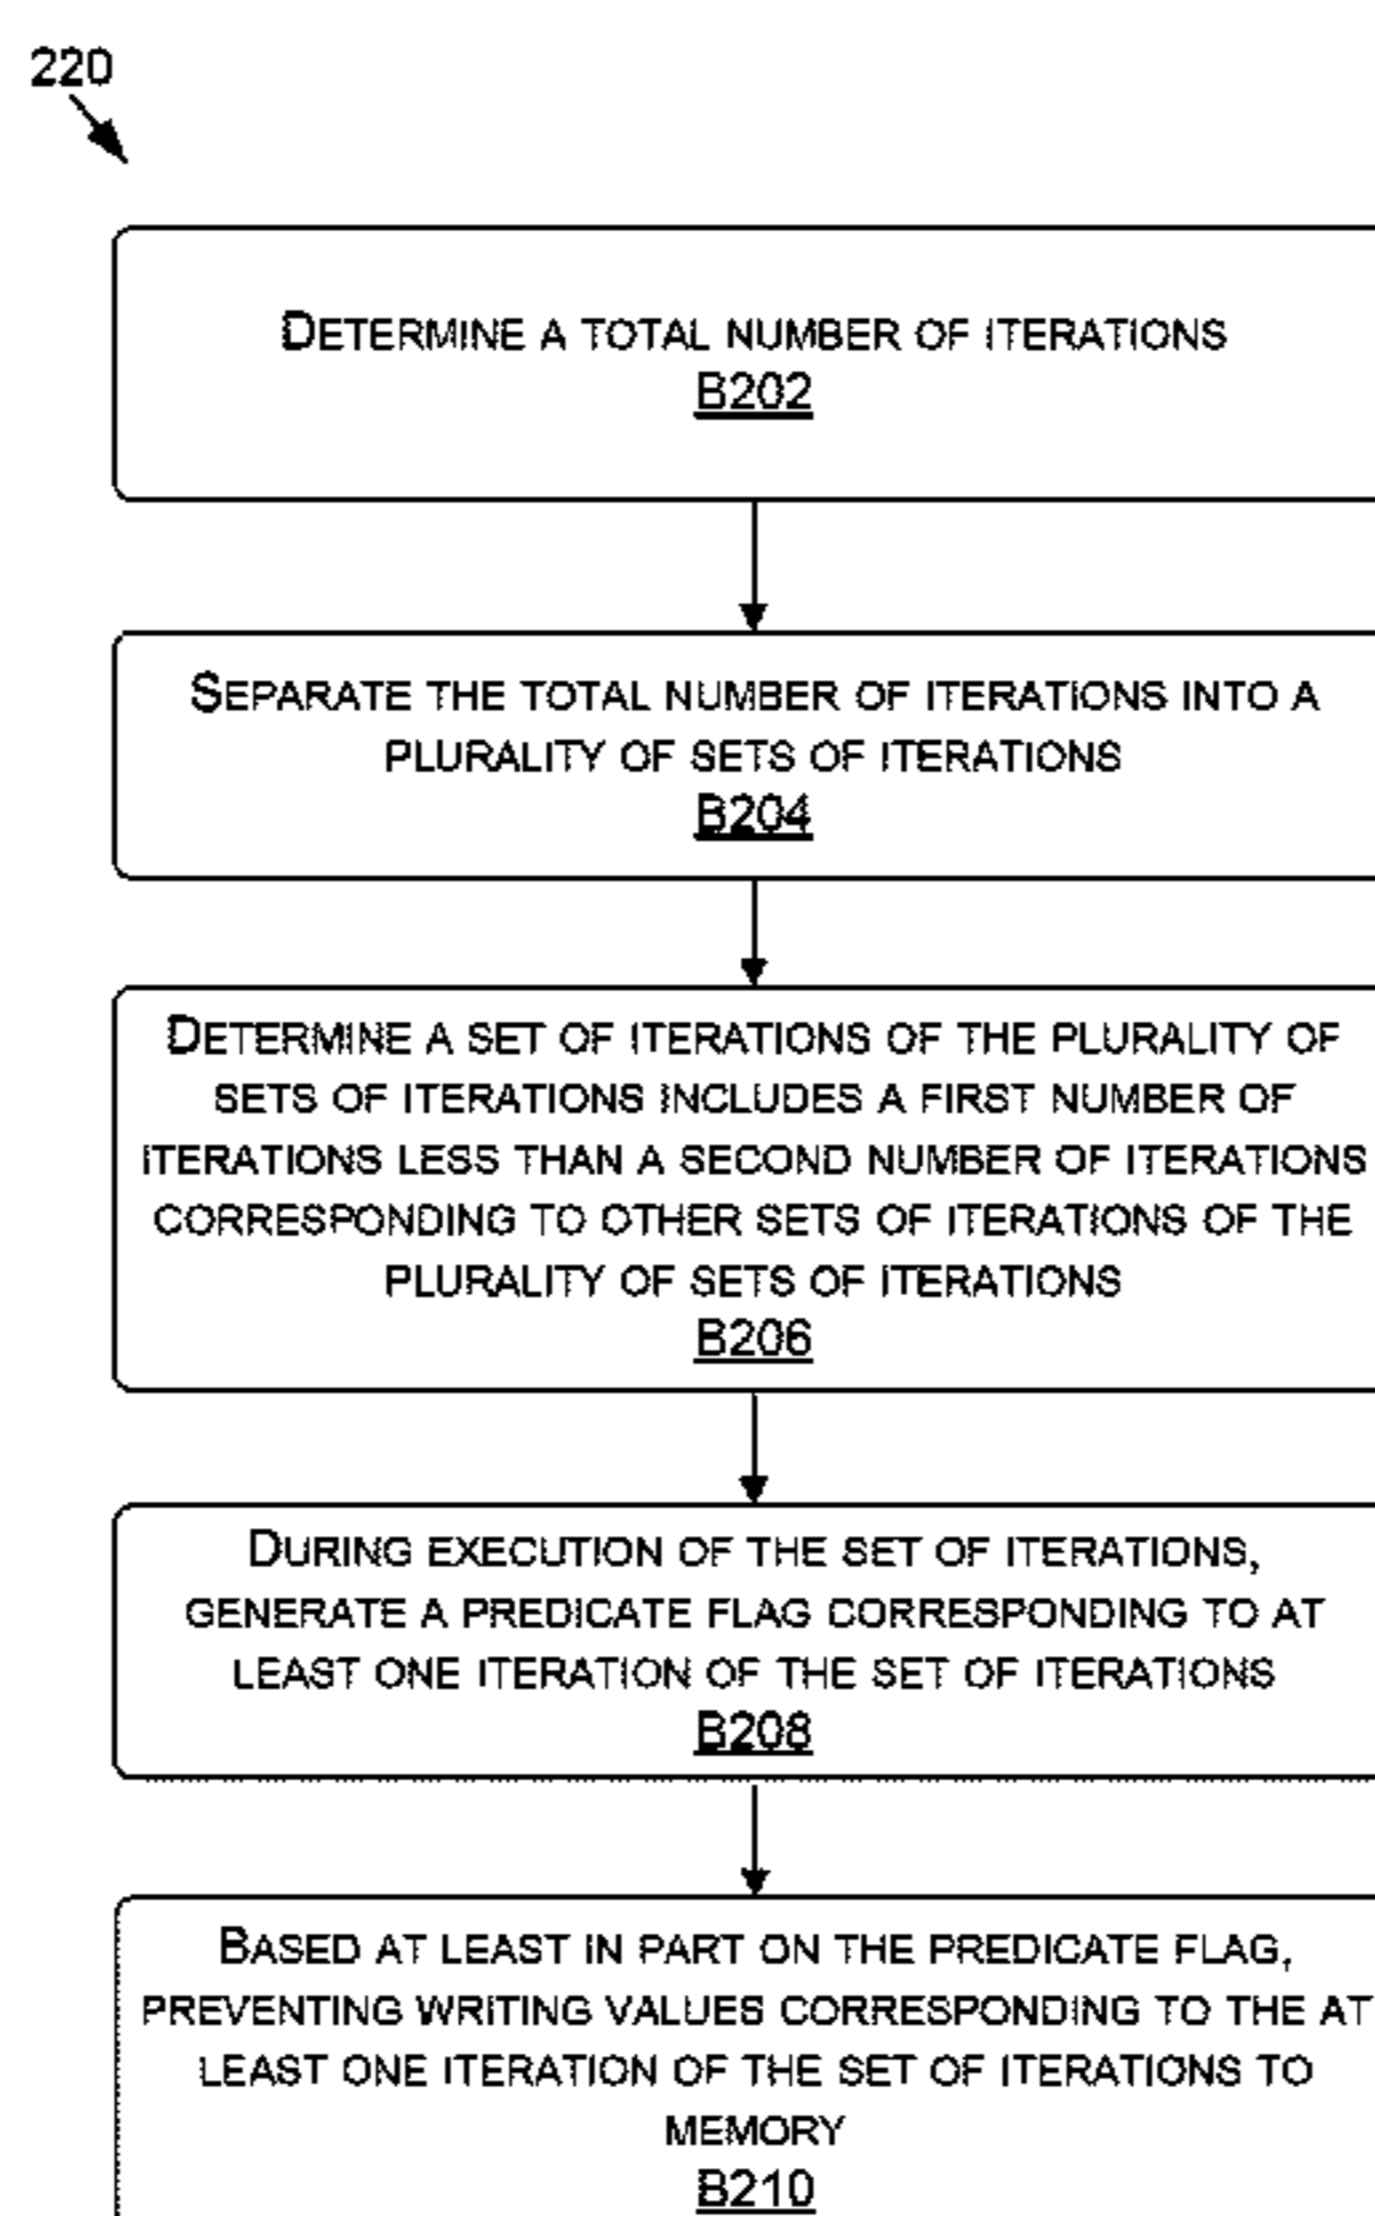 220
DETERMINE A TOTAL NUMBER OF ITERATIONS
B202
SEPARATE THE TOTAL NUMBER OF ITERATIONS INTO A
PLURALITY OF SETS OF ITERATIONS
B204
DETERMINE A SET OF ITERATIONS OF THE PLURALITY OF
SETS OF ITERATIONS INCLUDES A FIRST NUMBER OF
ITERATIONS LESS THAN A SECOND NUMBER OF ITERATIONS
CORRESPONDING TO OTHER SETS OF ITERATIONS OF THE
PLURALITY OF SETS OF ITERATIONS
B206
DURING EXECUTION OF THE SET OF ITERATIONS,
GENERATE A PREDICATE FLAG CORRESPONDING TO AT
LEAST ONE ITERATION OF THE SET OF ITERATIONS
B208
BASED AT LEAST IN PART ON THE PREDICATE FLAG,
PREVENTING WRITING VALUES CORRESPONDING TO THE AT
LEAST ONE ITERATION OF THE SET OF ITERATIONS TO
MEMORY
B210